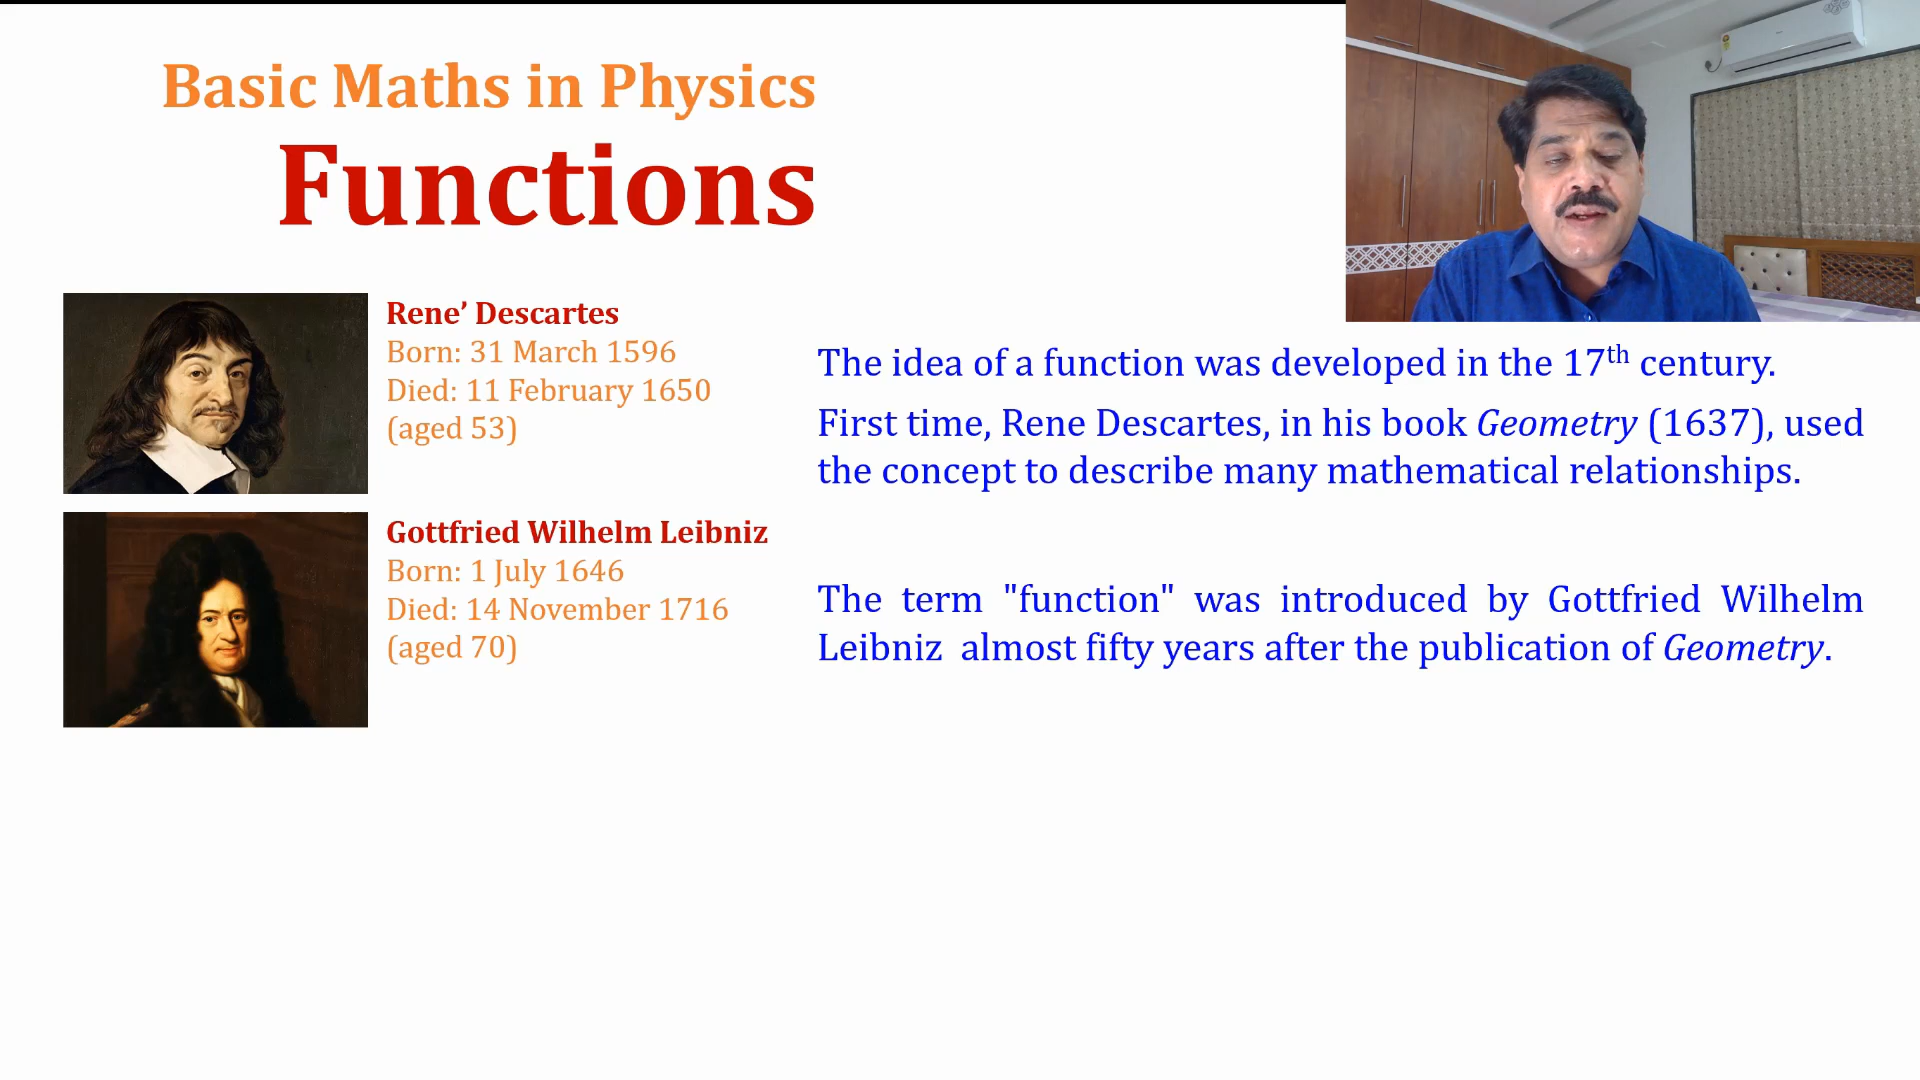 Basic Maths in Physics
Functions
Rene’ Descartes
Born: 31 March 1596
Died: 11 February 1650
(aged 53)
The idea of a function was developed in the 17th century.
First time, Rene Descartes, in his book Geometry (1637), used
the concept to describe many mathematical relationships.
Gottfried Wilhelm Leibniz
Born: 1 July 1646
Died: 14 November 1716
(aged 70)
The term "function" was introduced by Gottfried Wilhelm
Leibniz almost fifty years after the publication of Geometry.